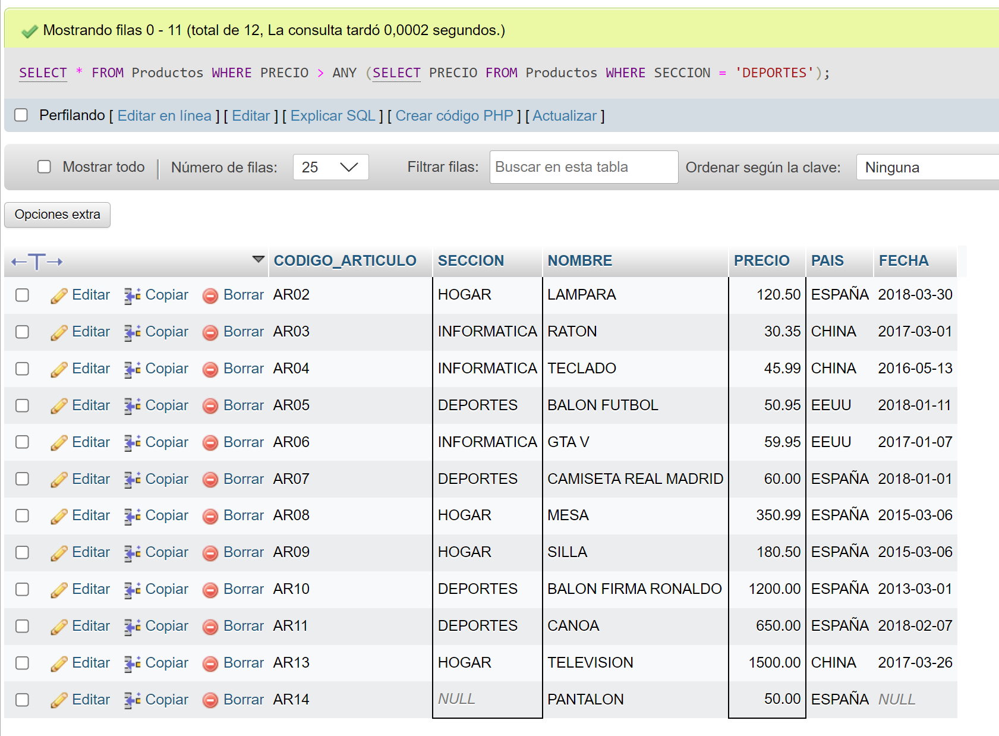 Mostrando filas 0 - 11 (total de 12, La consulta tardó 0,0002 segundos.)
SELECT * FROM Productos WHERE PRECIO > ANY (SELECT PRECIO FROM Productos WHERE SECCION = 'DEPORTES');
Perfilando [ Editar en línea ] [ Editar ] [ Explicar SQL ] [ Crear código PHP ] [ Actualizar ]
Mostrar todo Número de filas: 25 Filtrar filas: Buscar en esta tabla Ordenar según la clave: Ninguna
Opciones extra
←T→ CODIGO_ARTICULO SECCION NOMBRE PRECIO PAIS FECHA
Editar Copiar Borrar AR02 HOGAR LAMPARA 120.50 ESPAÑA 2018-03-30
Editar Copiar Borrar AR03 INFORMATICA RATON 30.35 CHINA 2017-03-01
Editar Copiar Borrar AR04 INFORMATICA TECLADO 45.99 CHINA 2016-05-13
Editar Copiar Borrar AR05 DEPORTES BALON FUTBOL 50.95 EEUU 2018-01-11
Editar Copiar Borrar AR06 INFORMATICA GTA V 59.95 EEUU 2017-01-07
Editar Copiar Borrar AR07 DEPORTES CAMISETA REAL MADRID 60.00 ESPAÑA 2018-01-01
Editar Copiar Borrar AR08 HOGAR MESA 350.99 ESPAÑA 2015-03-06
Editar Copiar Borrar AR09 HOGAR SILLA 180.50 ESPAÑA 2015-03-06
Editar Copiar Borrar AR10 DEPORTES BALON FIRMA RONALDO 1200.00 ESPAÑA 2013-03-01
Editar Copiar Borrar AR11 DEPORTES CANOA 650.00 ESPAÑA 2018-02-07
Editar Copiar Borrar AR13 HOGAR TELEVISION 1500.00 CHINA 2017-03-26
Editar Copiar Borrar AR14 NULL PANTALON 50.00 ESPAÑA NULL